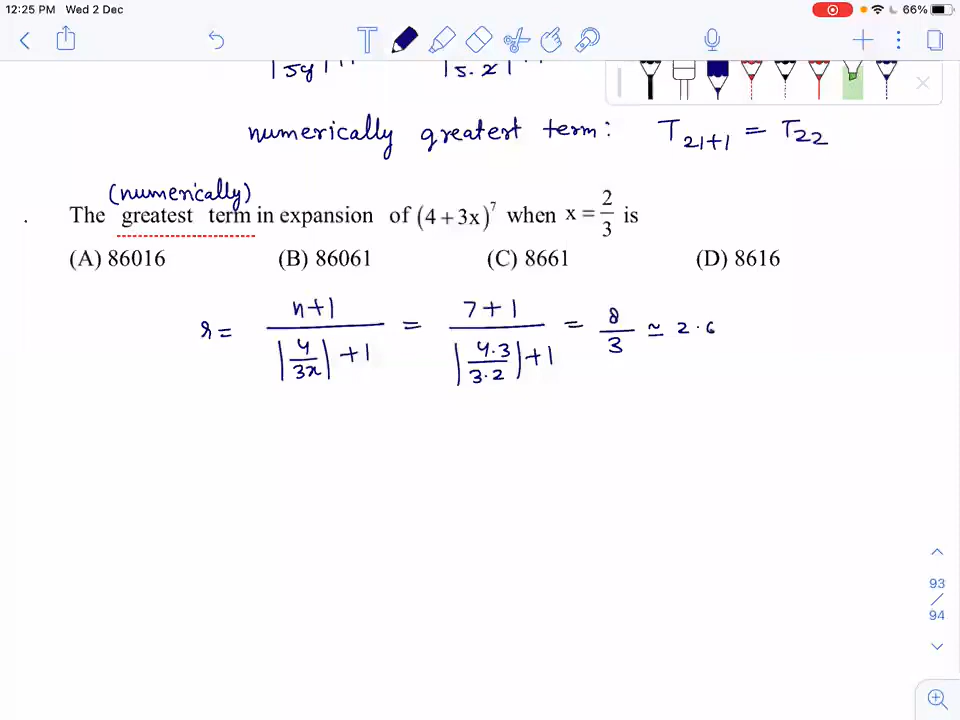 12:25 PM Wed 2 Dec
66%
numerically greatest term : T21+1 = T22
(numerically)
. The greatest term in expansion of (4 + 3x)^7 when x = 2/3 is
(A) 86016 (B) 86061 (C) 8661 (D) 8616
r = n+1 / |4/3x| + 1 = 7+1 / |4·3/3·2| + 1 = 8/3 ≃ 2·6
93
/
94